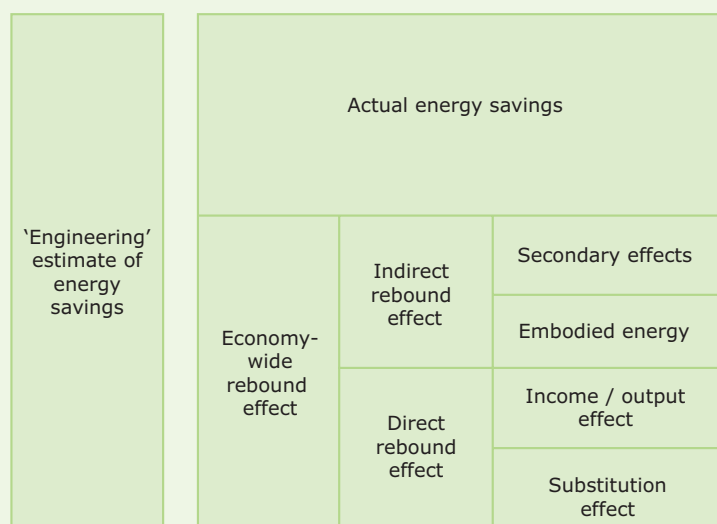 ‘Engineering’
estimate of
energy
savings
Actual energy savings
Economy-
wide
rebound
effect
Indirect
rebound
effect
Secondary effects
Embodied energy
Direct
rebound
effect
Income / output
effect
Substitution
effect